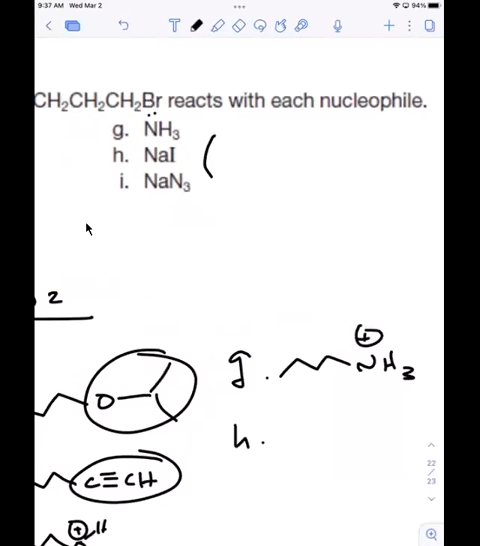 9:37 AM Wed Mar 2
94%
CH₂CH₂CH₂Br reacts with each nucleophile.
g. N̈H₃
h. NaI
i. NaN₃
2
g. ⊕
NH₃
O
h.
C≡CH
⊕ H
22
/
23